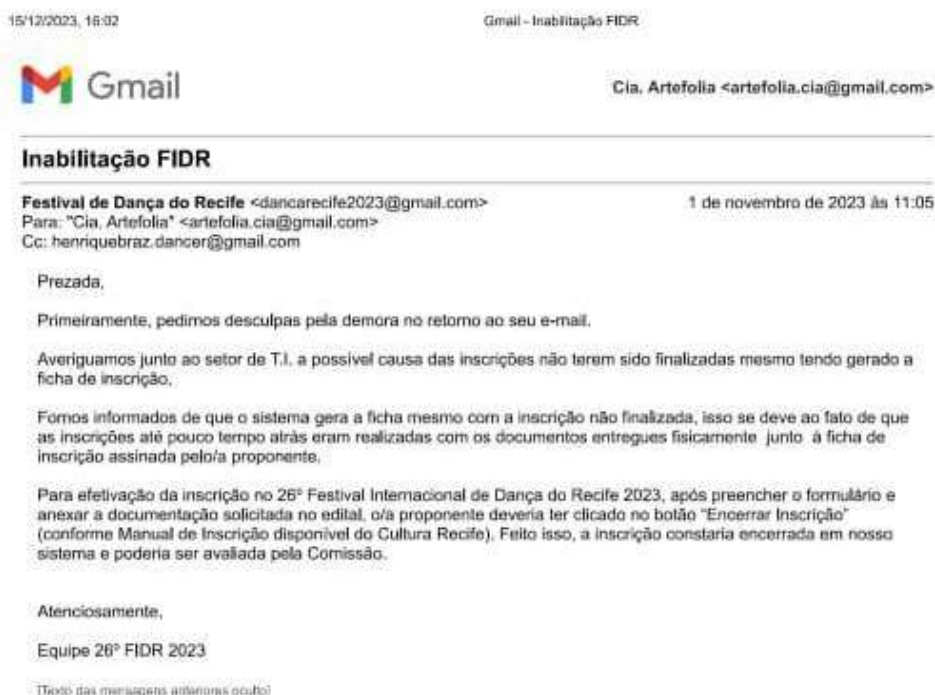 15/12/2023, 16:02
Gmail - Inabilitação FIDR
Gmail
Cia. Artefolia <artefolia.cia@gmail.com>
Inabilitação FIDR
Festival de Dança do Recife <dancarecife2023@gmail.com>
1 de novembro de 2023 às 11:05
Para: "Cia. Artefolia" <artefolia.cia@gmail.com>
Cc: henriquebraz.dancer@gmail.com
Prezada,
Primeiramente, pedimos desculpas pela demora no retorno ao seu e-mail.
Averiguamos junto ao setor de T.I. a possível causa das inscrições não terem sido finalizadas mesmo tendo gerado a
ficha de inscrição.
Fomos informados de que o sistema gera a ficha mesmo com a inscrição não finalizada, isso se deve ao fato de que
as inscrições até pouco tempo atrás eram realizadas com os documentos entregues fisicamente junto à ficha de
inscrição assinada pelo/a proponente.
Para efetivação da inscrição no 26º Festival Internacional de Dança do Recife 2023, após preencher o formulário e
anexar a documentação solicitada no edital, o/a proponente deveria ter clicado no botão "Encerrar Inscrição"
(conforme Manual de Inscrição disponível do Cultura Recife). Feito isso, a inscrição constaria encerrada em nosso
sistema e poderia ser avaliada pela Comissão.
Atenciosamente,
Equipe 26º FIDR 2023
[Texto das mensagens anteriores oculto]